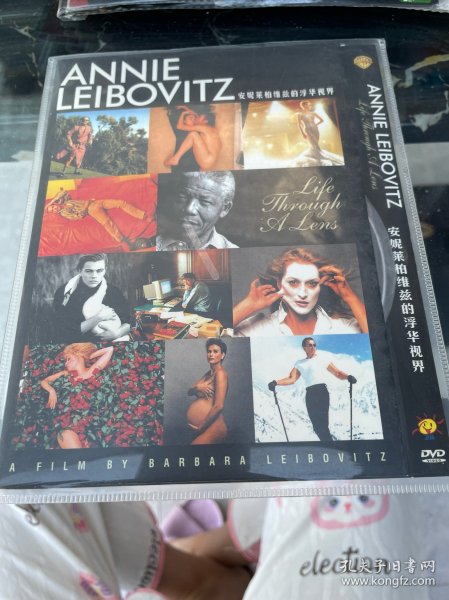 ANNIE
LEIBOVITZ
安妮莱柏维兹的浮华视界
Life
Through
A Lens
A FILM BY BARBARA LEIBOVITZ
ANNIE LEIBOVITZ
Life Through A Lens
安妮莱柏维兹的浮华视界
DVD
VIDEO
election
孔夫子旧书网
www.kongfz.com